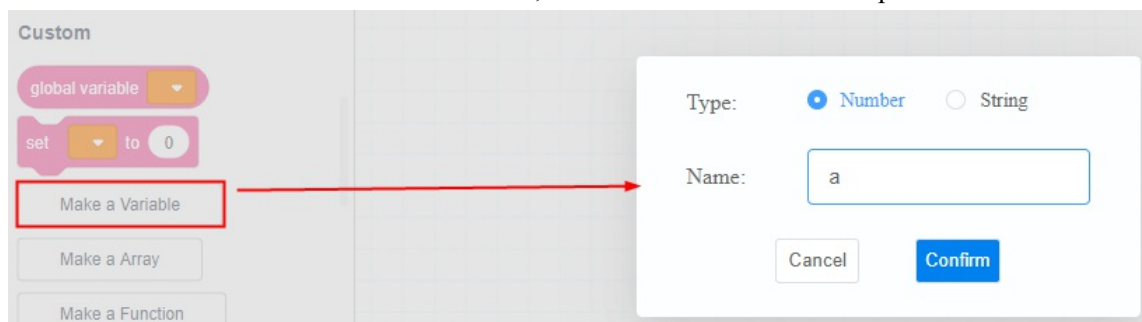 Custom
global variable
set to 0
Make a Variable
Make a Array
Make a Function
Type: Number String
Name: a
Cancel Confirm